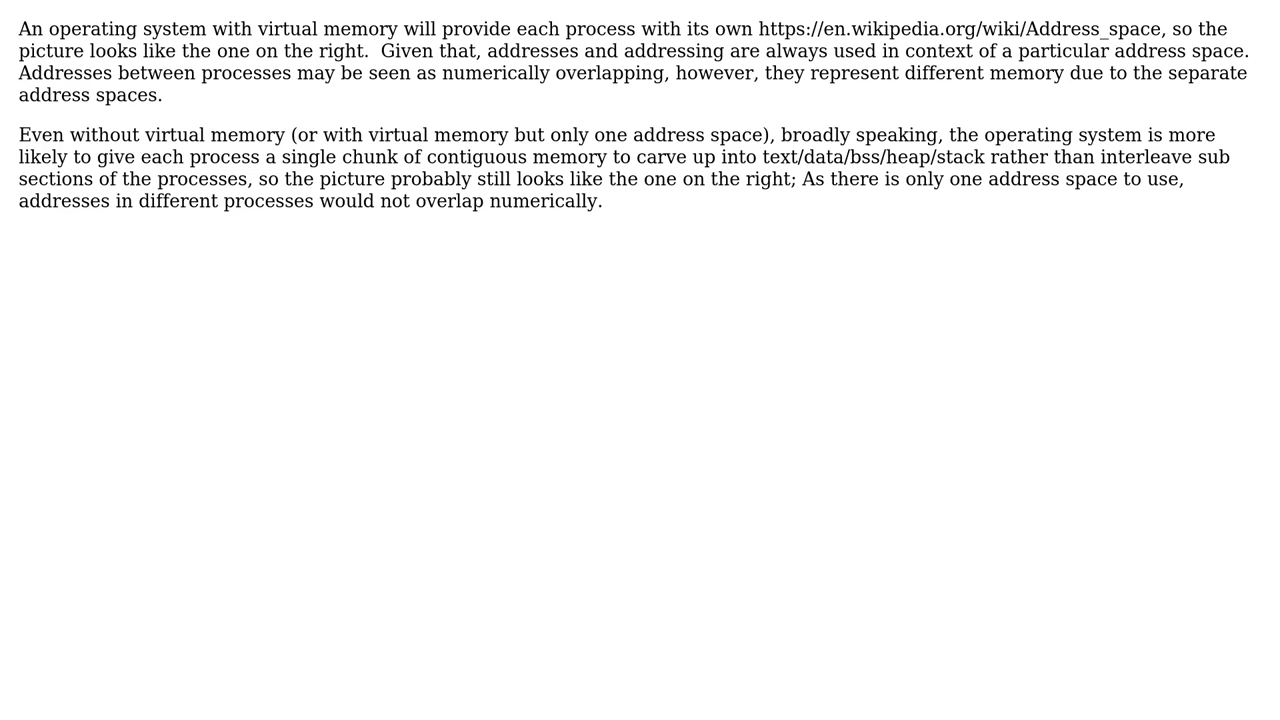 An operating system with virtual memory will provide each process with its own https://en.wikipedia.org/wiki/Address_space, so the
picture looks like the one on the right.  Given that, addresses and addressing are always used in context of a particular address space.
Addresses between processes may be seen as numerically overlapping, however, they represent different memory due to the separate
address spaces.
Even without virtual memory (or with virtual memory but only one address space), broadly speaking, the operating system is more
likely to give each process a single chunk of contiguous memory to carve up into text/data/bss/heap/stack rather than interleave sub
sections of the processes, so the picture probably still looks like the one on the right; As there is only one address space to use,
addresses in different processes would not overlap numerically.